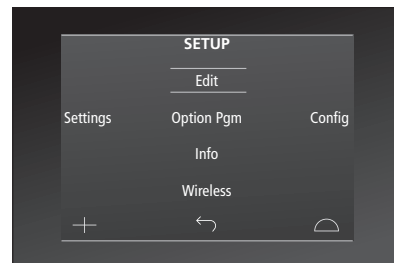 SETUP
Edit
Settings Option Pgm Config
Info
Wireless